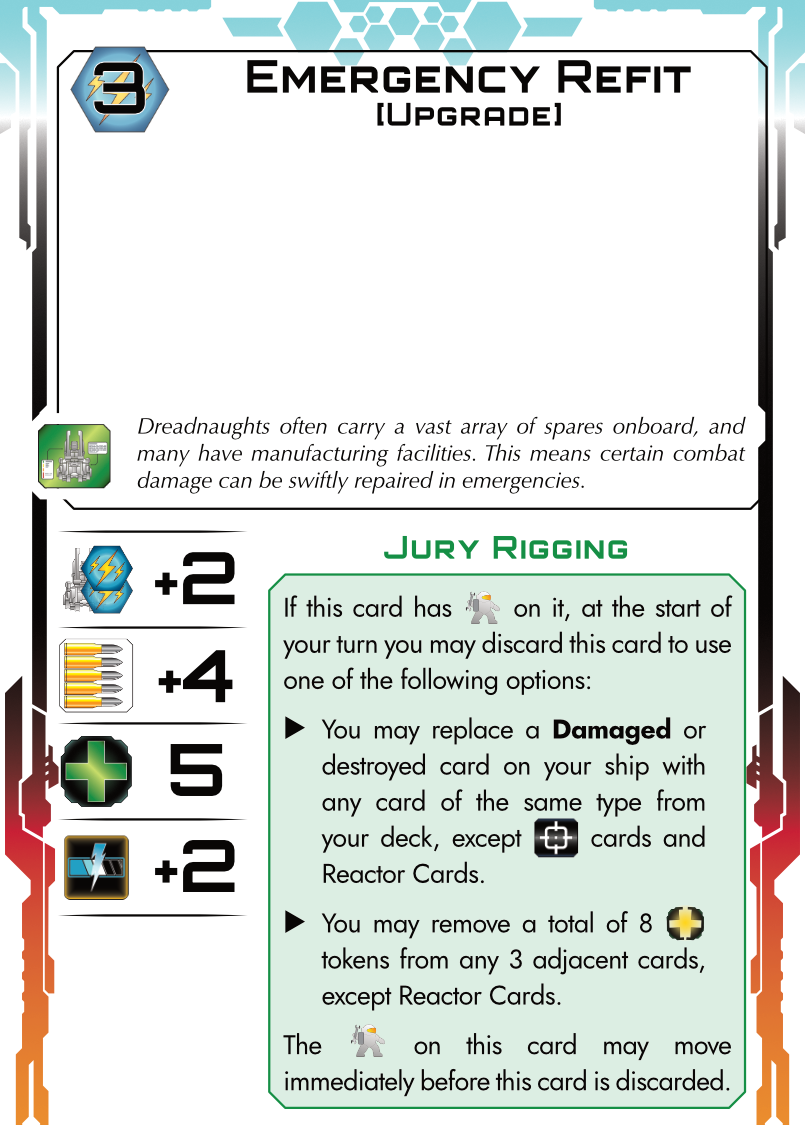 3
EMERGENCY REFIT
[UPGRADE]
Dreadnaughts often carry a vast array of spares onboard, and
many have manufacturing facilities. This means certain combat
damage can be swiftly repaired in emergencies.
+2
+4
5
+2
JURY RIGGING
If this card has on it, at the start of
your turn you may discard this card to use
one of the following options:
▶ You may replace a Damaged or
destroyed card on your ship with
any card of the same type from
your deck, except cards and
Reactor Cards.
▶ You may remove a total of 8
tokens from any 3 adjacent cards,
except Reactor Cards.
The on this card may move
immediately before this card is discarded.